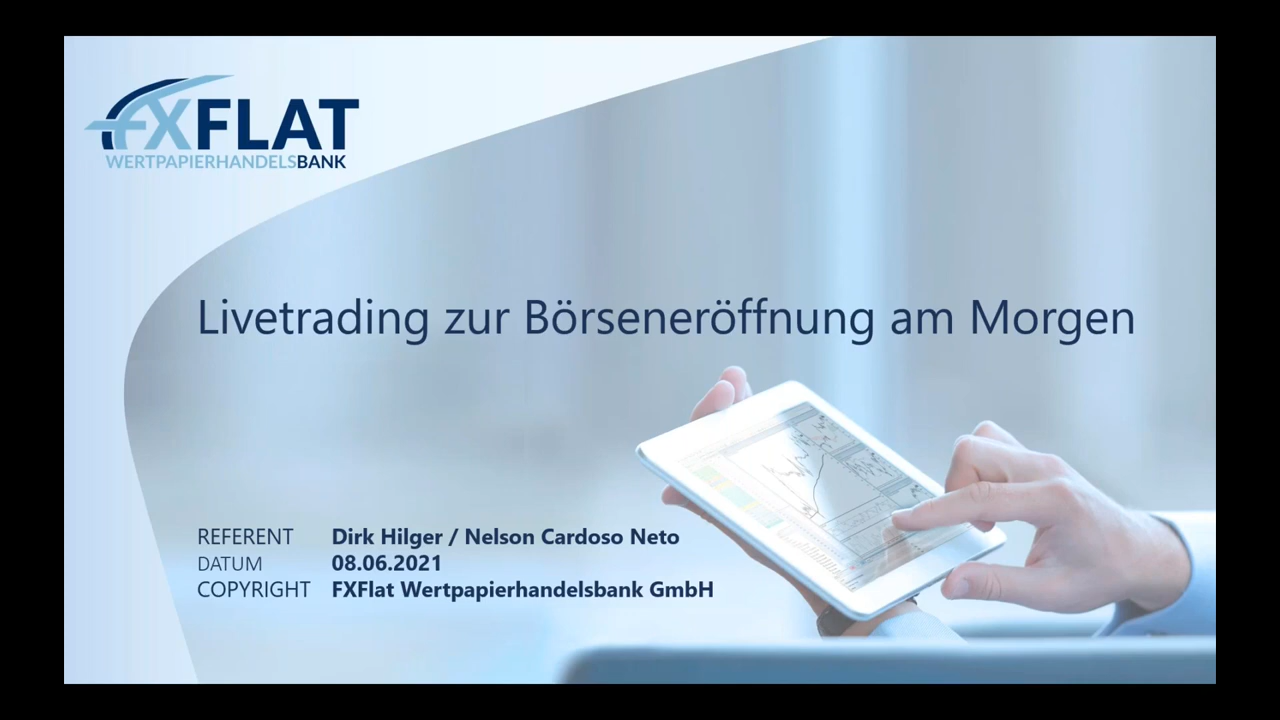 FXFLAT
WERTPAPIERHANDELSBANK
Livetrading zur Börseneröffnung am Morgen
REFERENT Dirk Hilger / Nelson Cardoso Neto
DATUM 08.06.2021
COPYRIGHT FXFlat Wertpapierhandelsbank GmbH